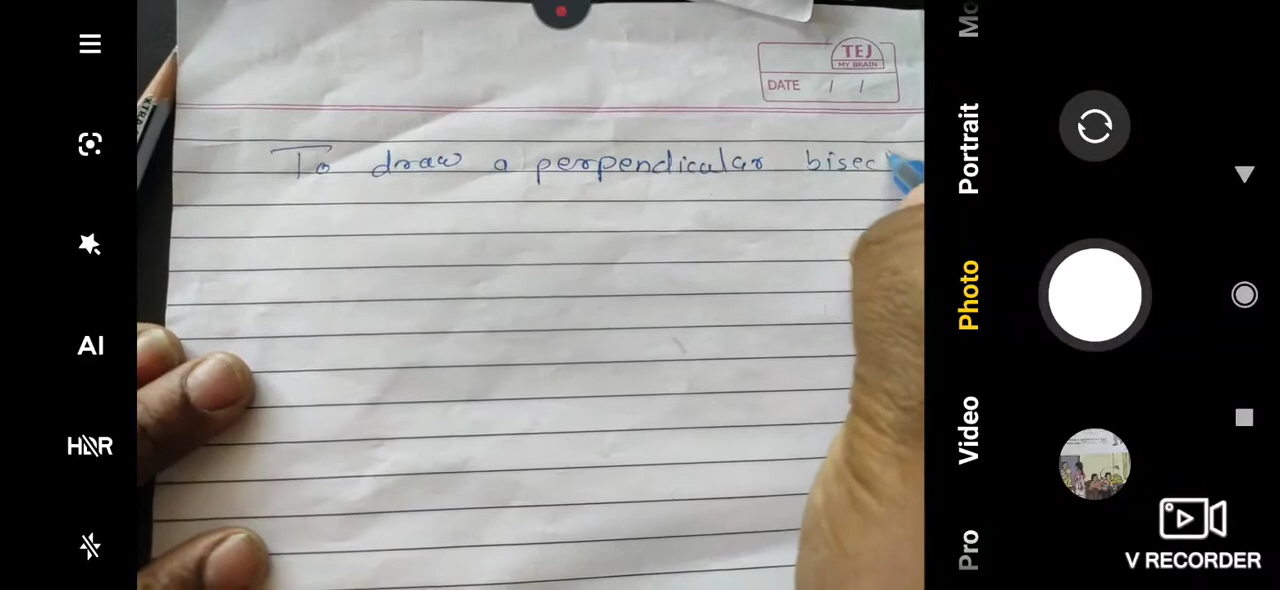 TEJ
MY BRAIN
DATE / /
To draw a perpendicular bisec
AI
HDR
Mo
Portrait
Photo
Video
Pro
V RECORDER